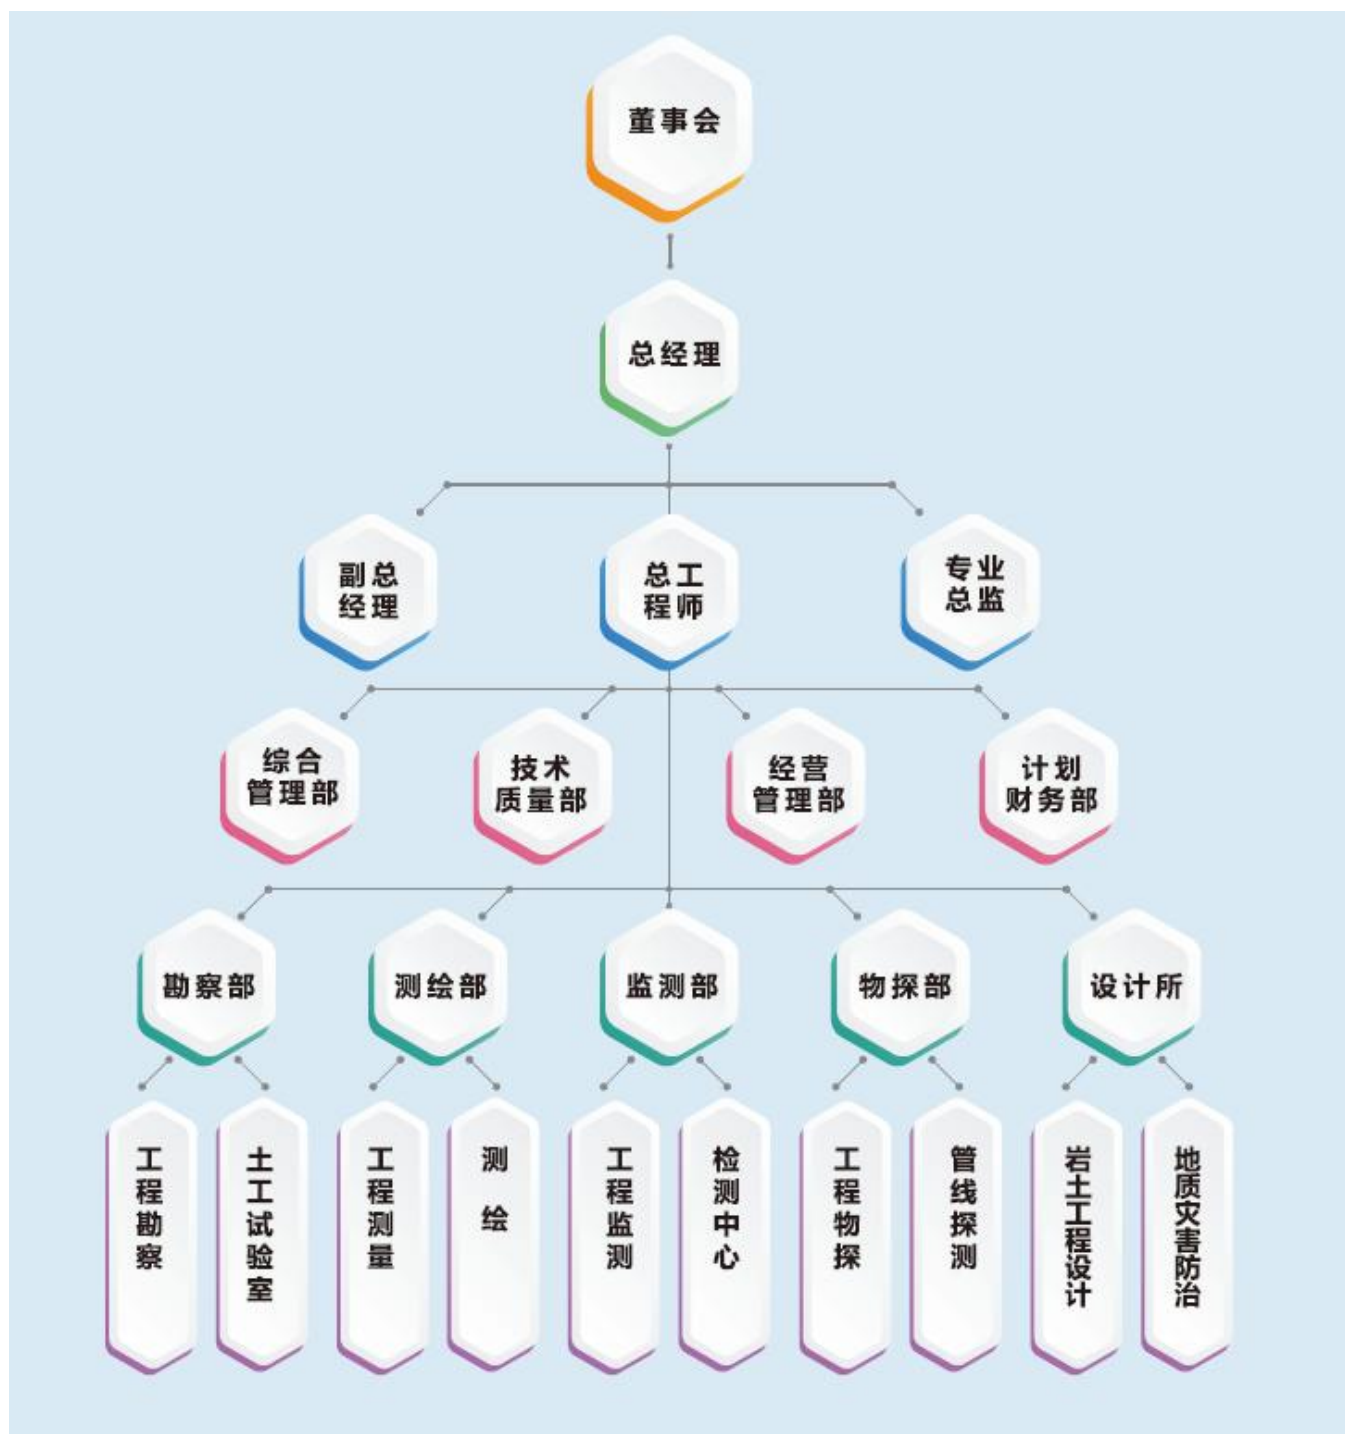 董事会
总经理
副总
经理
总工
程师
专业
总监
综合
管理部
技术
质量部
经营
管理部
计划
财务部
勘察部
测绘部
监测部
物探部
设计所
工程勘察
土工试验室
工程测量
测绘
工程监测
检测中心
工程物探
管线探测
岩土工程设计
地质灾害防治